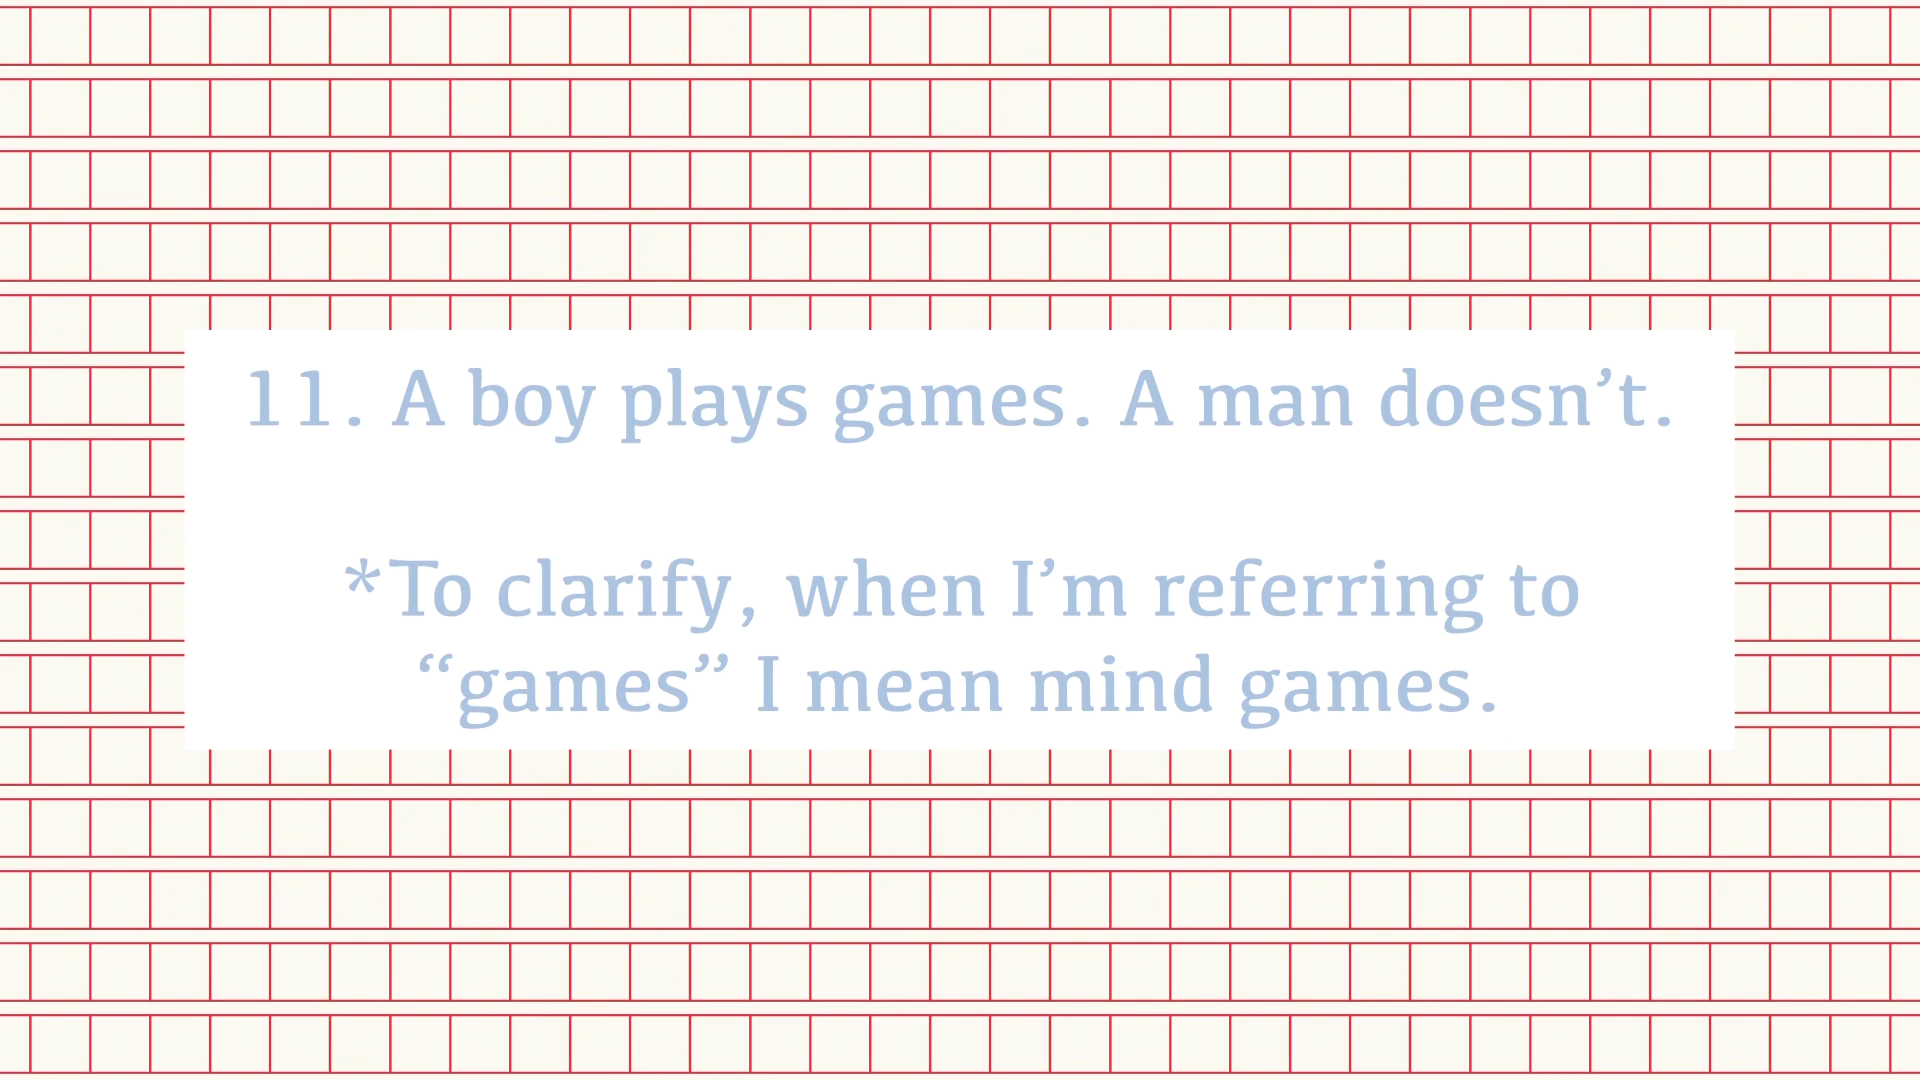 11. A boy plays games. A man doesn’t.
*To clarify, when I’m referring to
“games” I mean mind games.